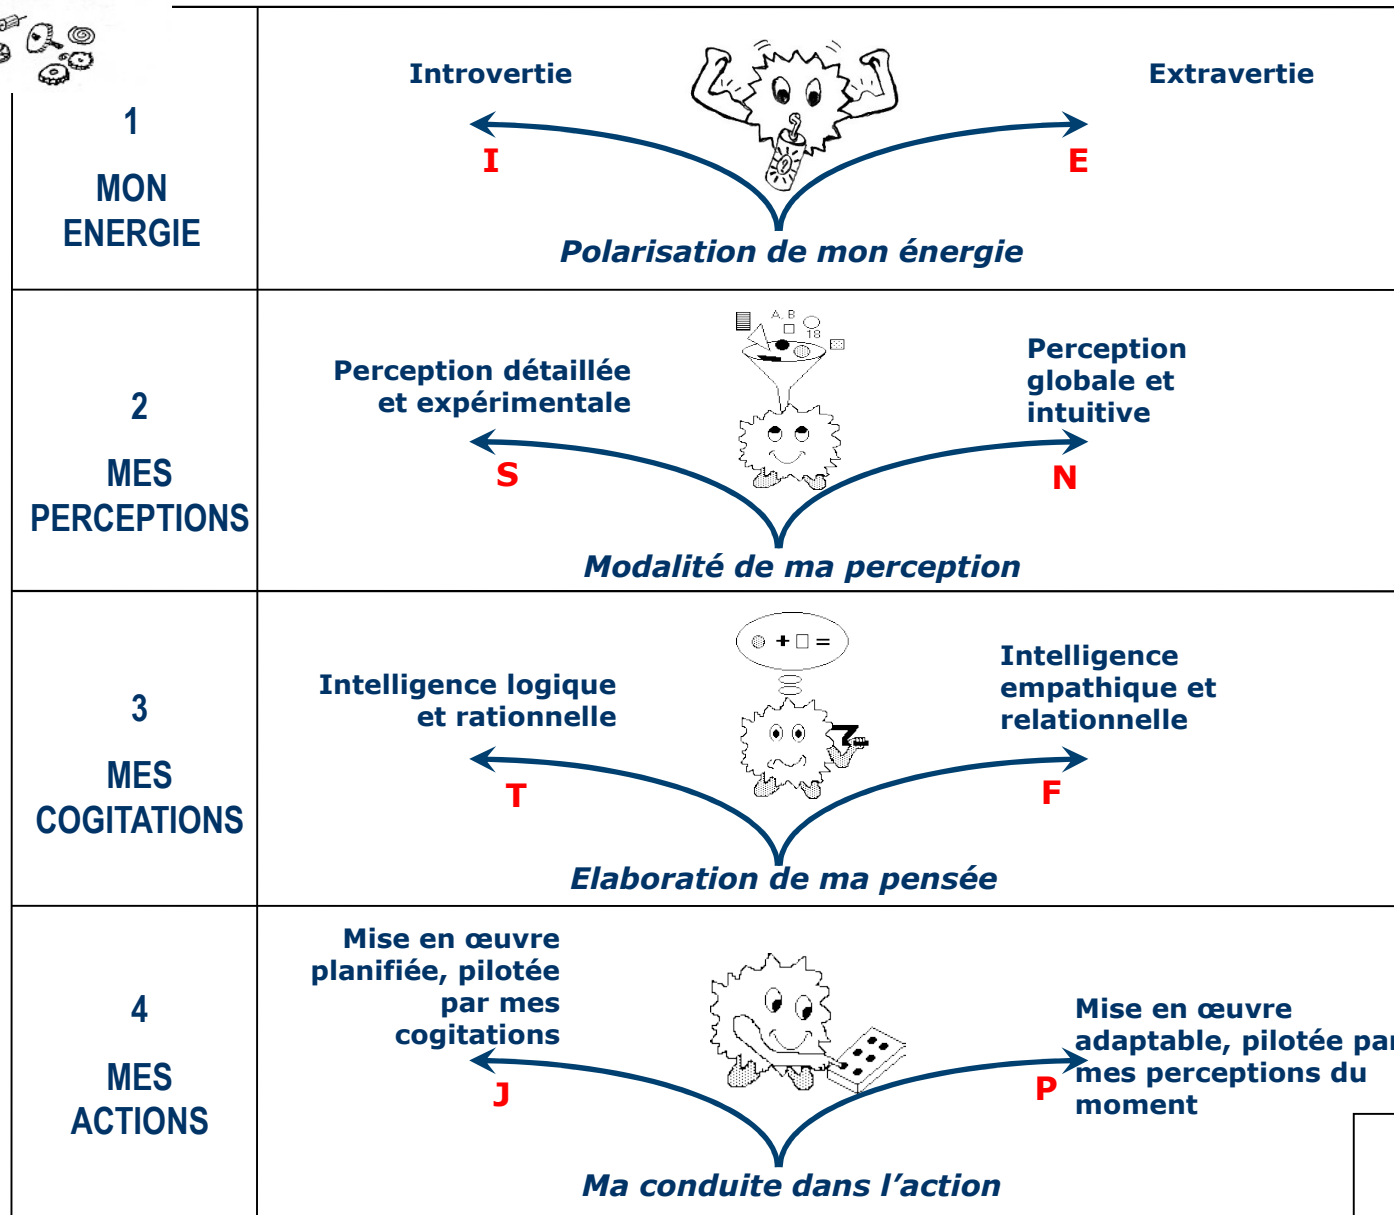 1
MON
ENERGIE
Introvertie
Extravertie
I
E
Polarisation de mon énergie
2
MES
PERCEPTIONS
A, B
18
Perception détaillée
et expérimentale
Perception
globale et
intuitive
S
N
Modalité de ma perception
3
MES
COGITATIONS
+ =
Intelligence logique
et rationnelle
Intelligence
empathique et
relationnelle
T
F
Elaboration de ma pensée
4
MES
ACTIONS
Mise en œuvre
planifiée, pilotée
par mes
cogitations
Mise en œuvre
adaptable, pilotée par
mes perceptions du
moment
J
P
Ma conduite dans l’action